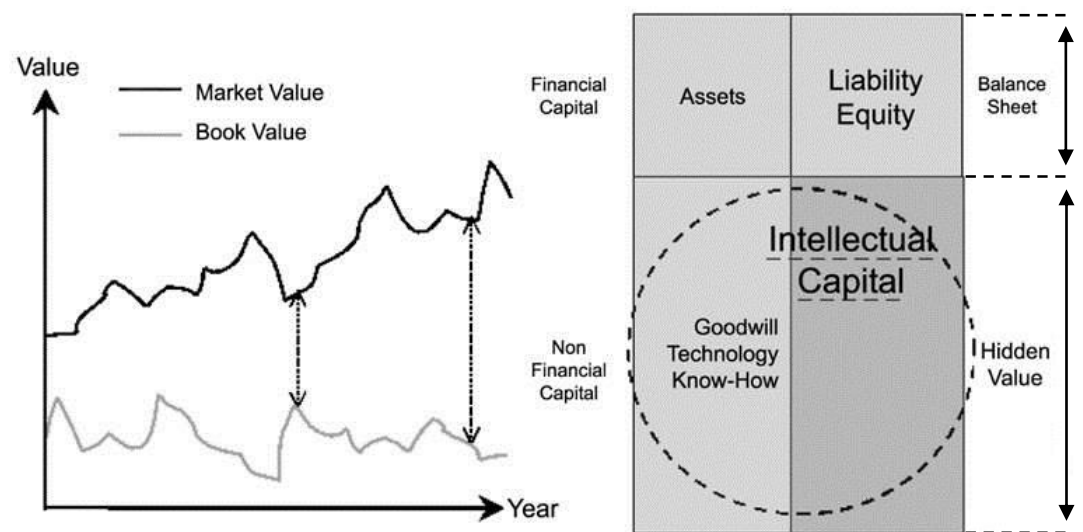 Value
Market Value
Book Value
Year
Financial
Capital
Assets
Liability
Equity
Balance
Sheet
Intellectual
Capital
Goodwill
Technology
Know-How
Non
Financial
Capital
Hidden
Value